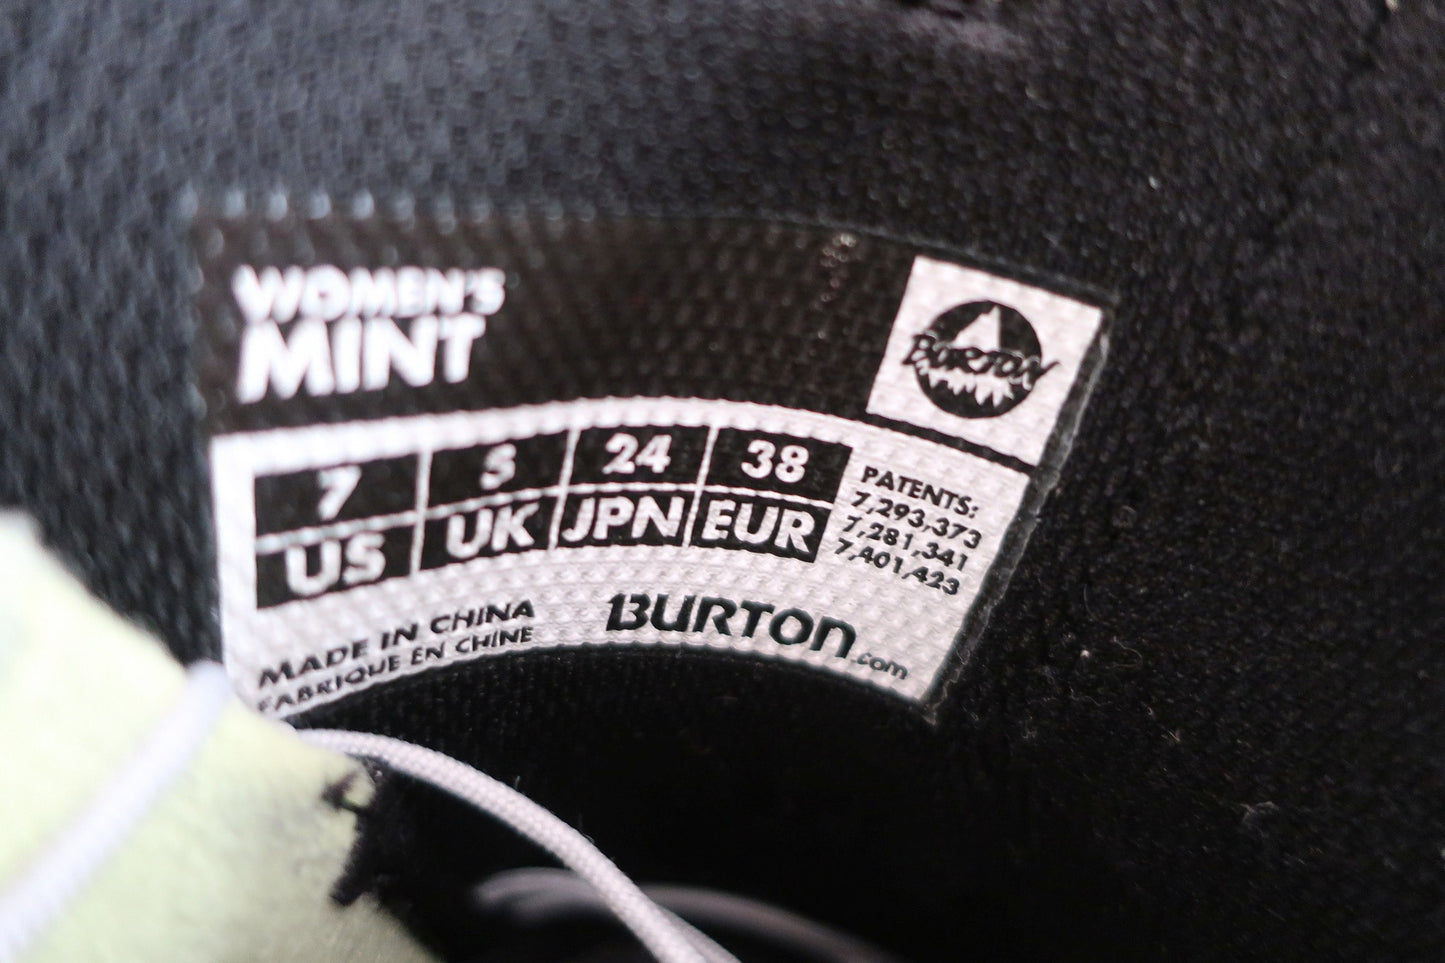 WOMEN'S
MINT
BURTON
7 5 24 38
US UK JPN EUR
PATENTS:
7,293,373
7,281,341
7,401,423
MADE IN CHINA
FABRIQUE EN CHINE
BURTON.com